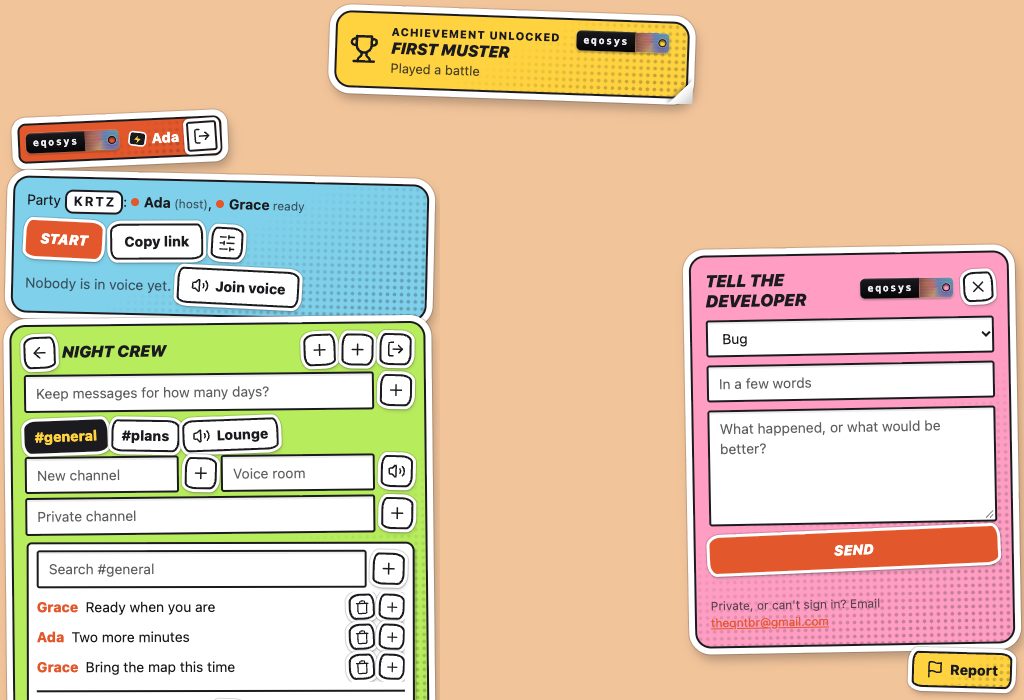 ACHIEVEMENT UNLOCKED
eqosys
FIRST MUSTER
Played a battle
eqosys Ada
Party KRTZ: Ada (host), Grace ready
START Copy link
Nobody is in voice yet. Join voice
NIGHT CREW
Keep messages for how many days?
#general #plans Lounge
New channel Voice room
Private channel
Search #general
Grace Ready when you are
Ada Two more minutes
Grace Bring the map this time
TELL THE
DEVELOPER
eqosys
Bug
In a few words
What happened, or what would be
better?
SEND
Private, or can't sign in? Email
theqntbr@gmail.com
Report